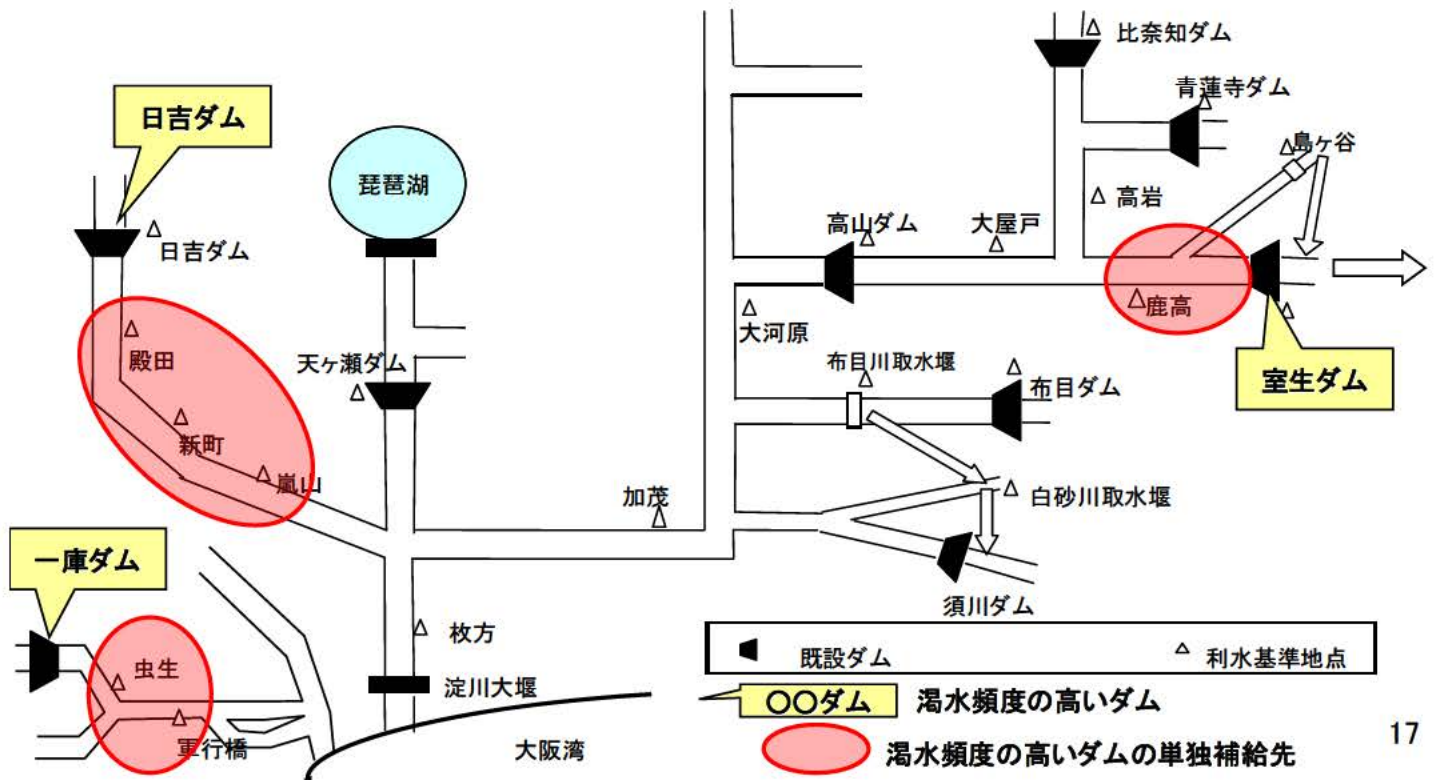 比奈知ダム
青蓮寺ダム
日吉ダム
琵琶湖
島ヶ谷
高岩
高山ダム
大屋戸
日吉ダム
鹿高
大河原
殿田
天ヶ瀬ダム
布目川取水堰
布目ダム
室生ダム
新町
嵐山
加茂
白砂川取水堰
一庫ダム
須川ダム
枚方
虫生
既設ダム
利水基準地点
淀川大堰
〇〇ダム 渇水頻度の高いダム
軍行橋
大阪湾
渇水頻度の高いダムの単独補給先
17